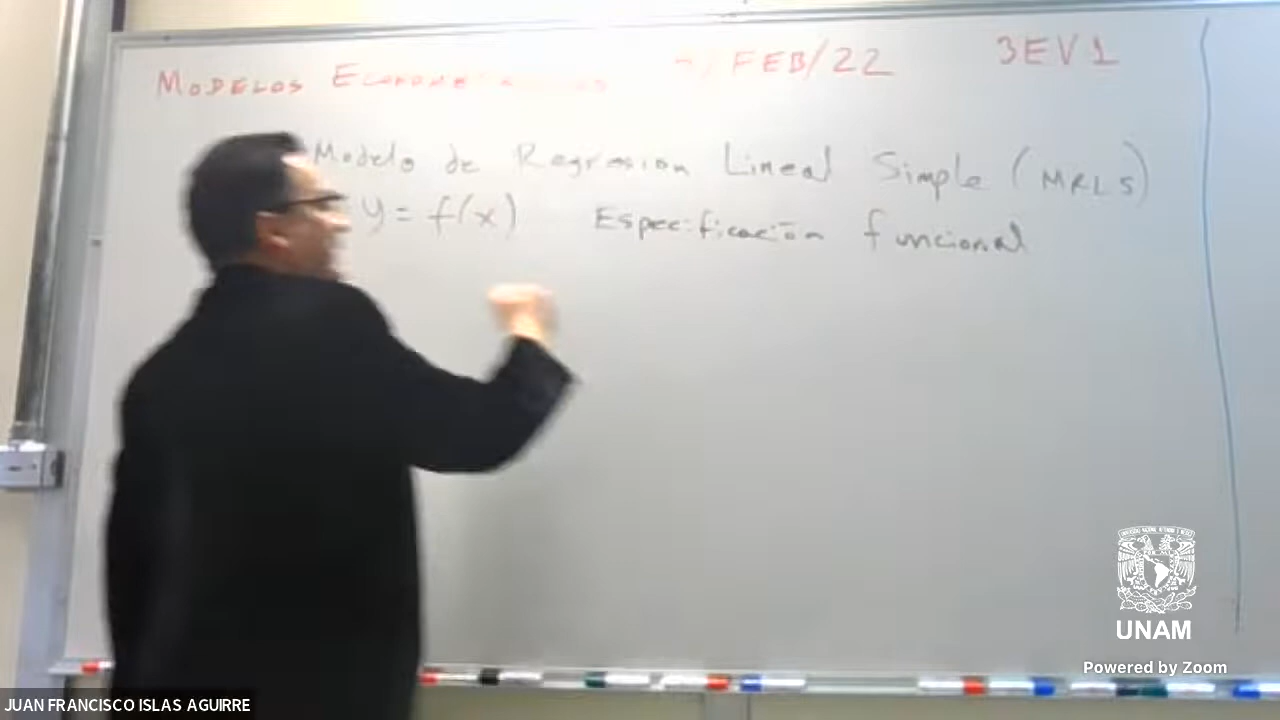 MODELOS FEB/22 3EV1
Modelo de Regresion Lineal Simple (MRLS)
y = f(x) Especificación funcional
UNAM
Powered by Zoom
JUAN FRANCISCO ISLAS AGUIRRE